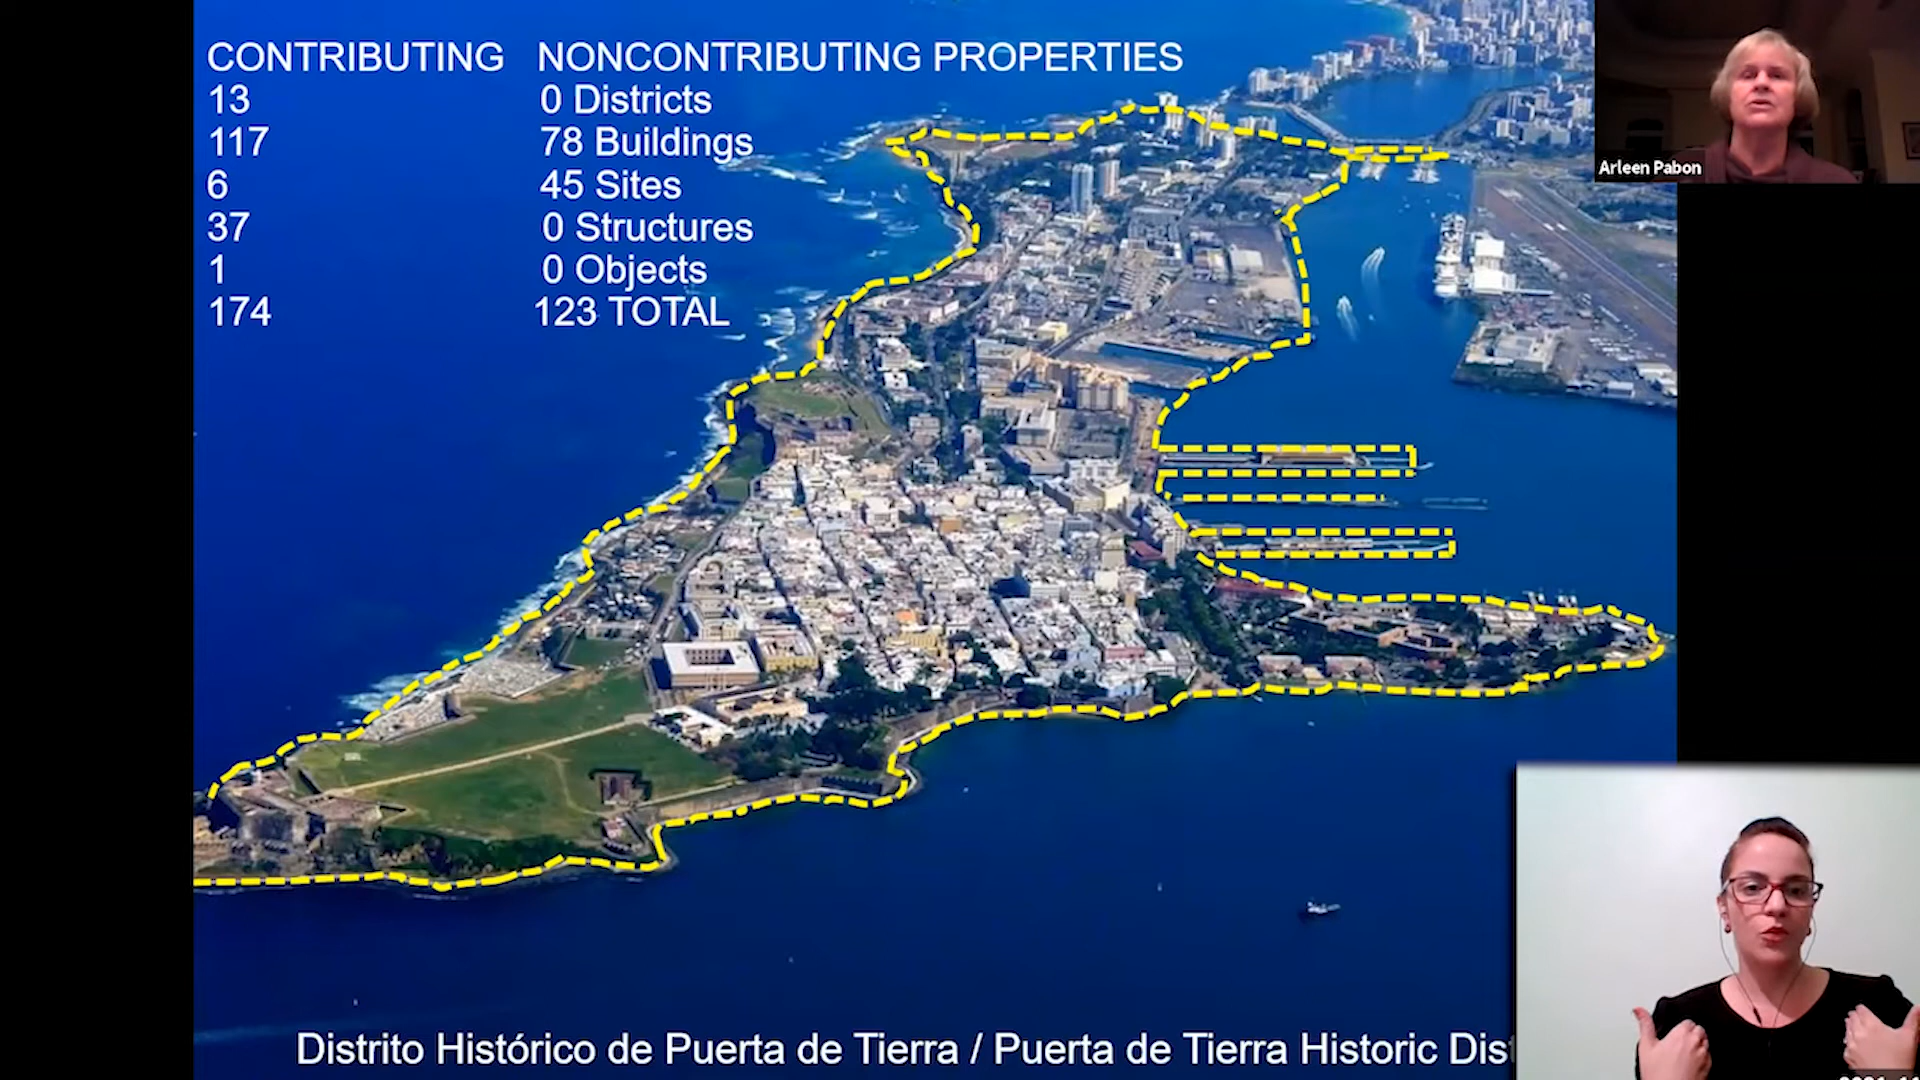 CONTRIBUTING NONCONTRIBUTING PROPERTIES
13 0 Districts
117 78 Buildings
6 45 Sites
37 0 Structures
1 0 Objects
174 123 TOTAL
Arleen Pabon
Distrito Histórico de Puerta de Tierra / Puerta de Tierra Historic Dist